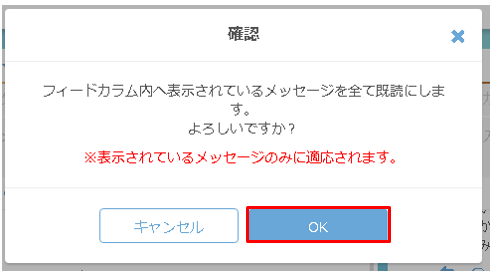 確認
フィードカラム内へ表示されているメッセージを全て既読にしま
す。
よろしいですか？
※表示されているメッセージのみに適応されます。
キャンセル
OK